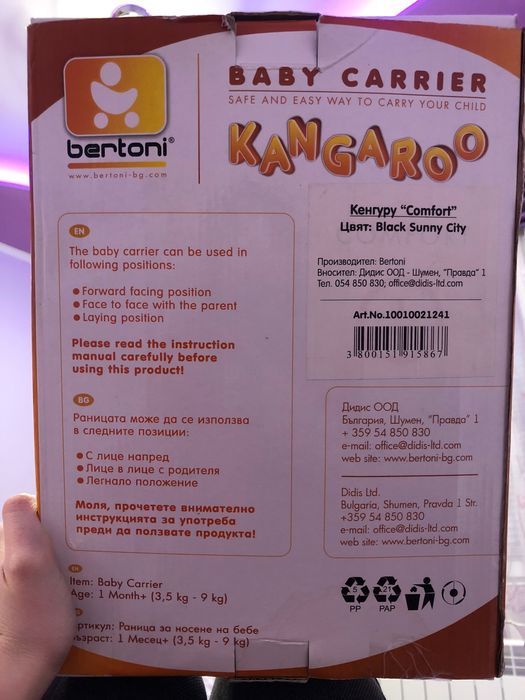 bertoni®
www.bertoni-bg.com
BABY CARRIER
SAFE AND EASY WAY TO CARRY YOUR CHILD
KANGAROO
Кенгуру "Comfort"
Цвят: Black Sunny City
Производител: Bertoni
Вносител: Дидис ООД - Шумен, "Правда" 1
Тел. 054 850 830; office@didis-ltd.com
Art.No.10010021241
3 800151 915867
EN
The baby carrier can be used in
following positions:
• Forward facing position
• Face to face with the parent
• Laying position
Please read the instruction
manual carefully before
using this product!
BG
Раницата може да се използва
в следните позиции:
• С лице напред
• Лице в лице с родителя
• Легнало положение
Моля, прочетете внимателно
инструкцията за употреба
преди да ползвате продукта!
Дидис ООД
България, Шумен, "Правда" 1
+ 359 54 850 830
e-mail: office@didis-ltd.com
web site: www.bertoni-bg.com
Didis Ltd.
Bulgaria, Shumen, Pravda 1 Str.
+359 54 850 830
e-mail: office@didis-ltd.com
web site: www.bertoni-bg.com
EN
Item: Baby Carrier
Age: 1 Month+ (3,5 kg - 9 kg)
Артикул: Раница за носене на бебе
Възраст: 1 Месец+ (3,5 kg - 9 kg)
5
PP
21
PAP